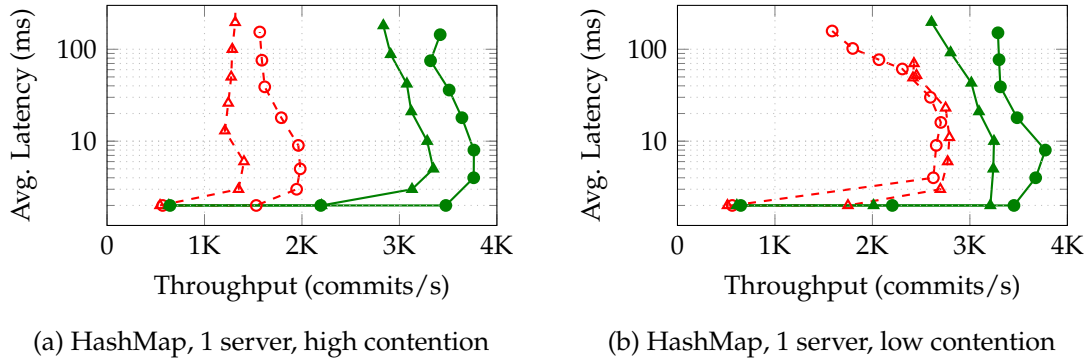 100
10
Avg. Latency (ms)
0 1K 2K 3K 4K
Throughput (commits/s)
(a) HashMap, 1 server, high contention
100
10
Avg. Latency (ms)
0 1K 2K 3K 4K
Throughput (commits/s)
(b) HashMap, 1 server, low contention